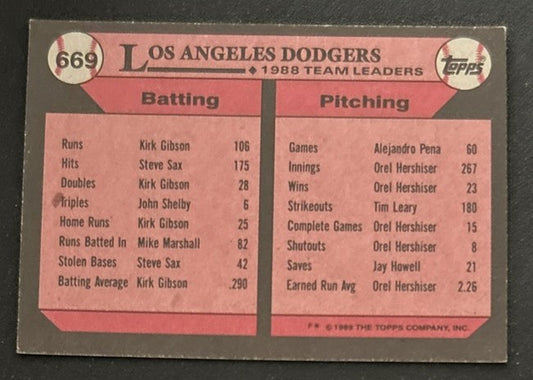 669
LOS ANGELES DODGERS
1988 TEAM LEADERS
Topps®
Batting
Runs Kirk Gibson 106
Hits Steve Sax 175
Doubles Kirk Gibson 28
Triples John Shelby 6
Home Runs Kirk Gibson 25
Runs Batted In Mike Marshall 82
Stolen Bases Steve Sax 42
Batting Average Kirk Gibson .290
Pitching
Games Alejandro Pena 60
Innings Orel Hershiser 267
Wins Orel Hershiser 23
Strikeouts Tim Leary 180
Complete Games Orel Hershiser 15
Shutouts Orel Hershiser 8
Saves Jay Howell 21
Earned Run Avg Orel Hershiser 2.26
F* © 1989 THE TOPPS COMPANY, INC.